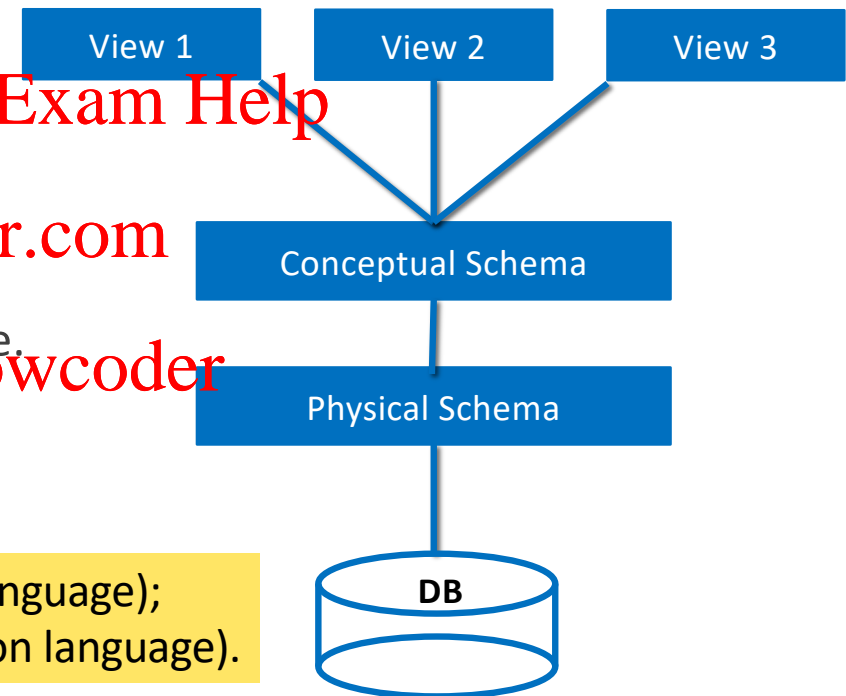 View 1
View 2
View 3
Exam Help
r.com
Conceptual Schema
e.
wcoder
Physical Schema
DB
nguage);
on language).